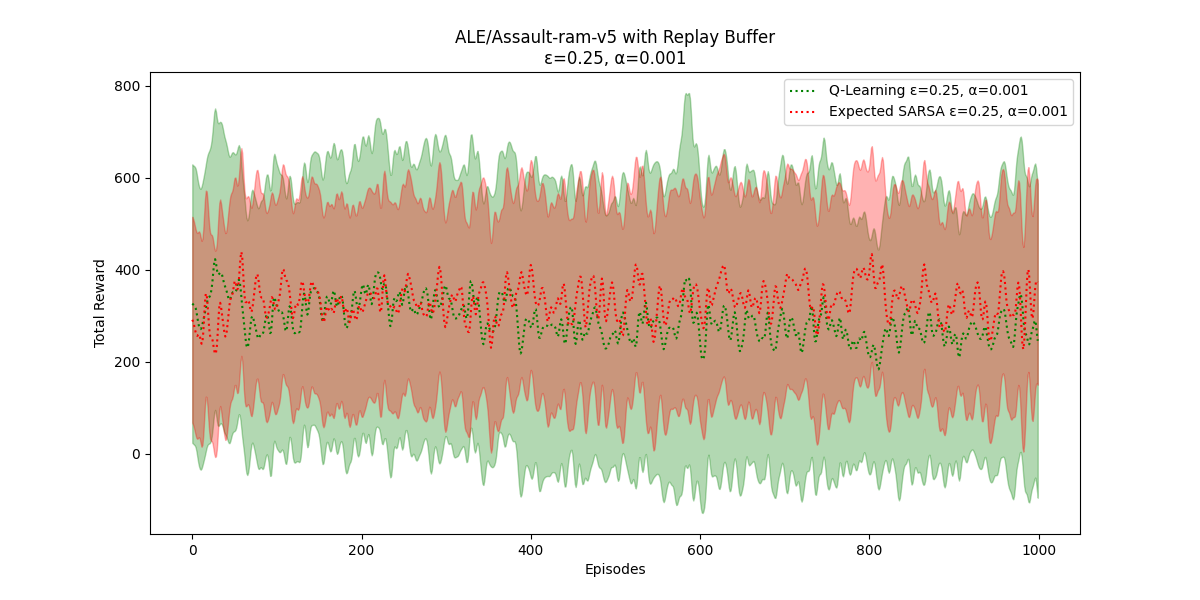 ALE/Assault-ram-v5 with Replay Buffer
ε=0.25, α=0.001
Q-Learning ε=0.25, α=0.001
Expected SARSA ε=0.25, α=0.001
Total Reward
800
600
400
200
0
0 200 400 600 800 1000
Episodes